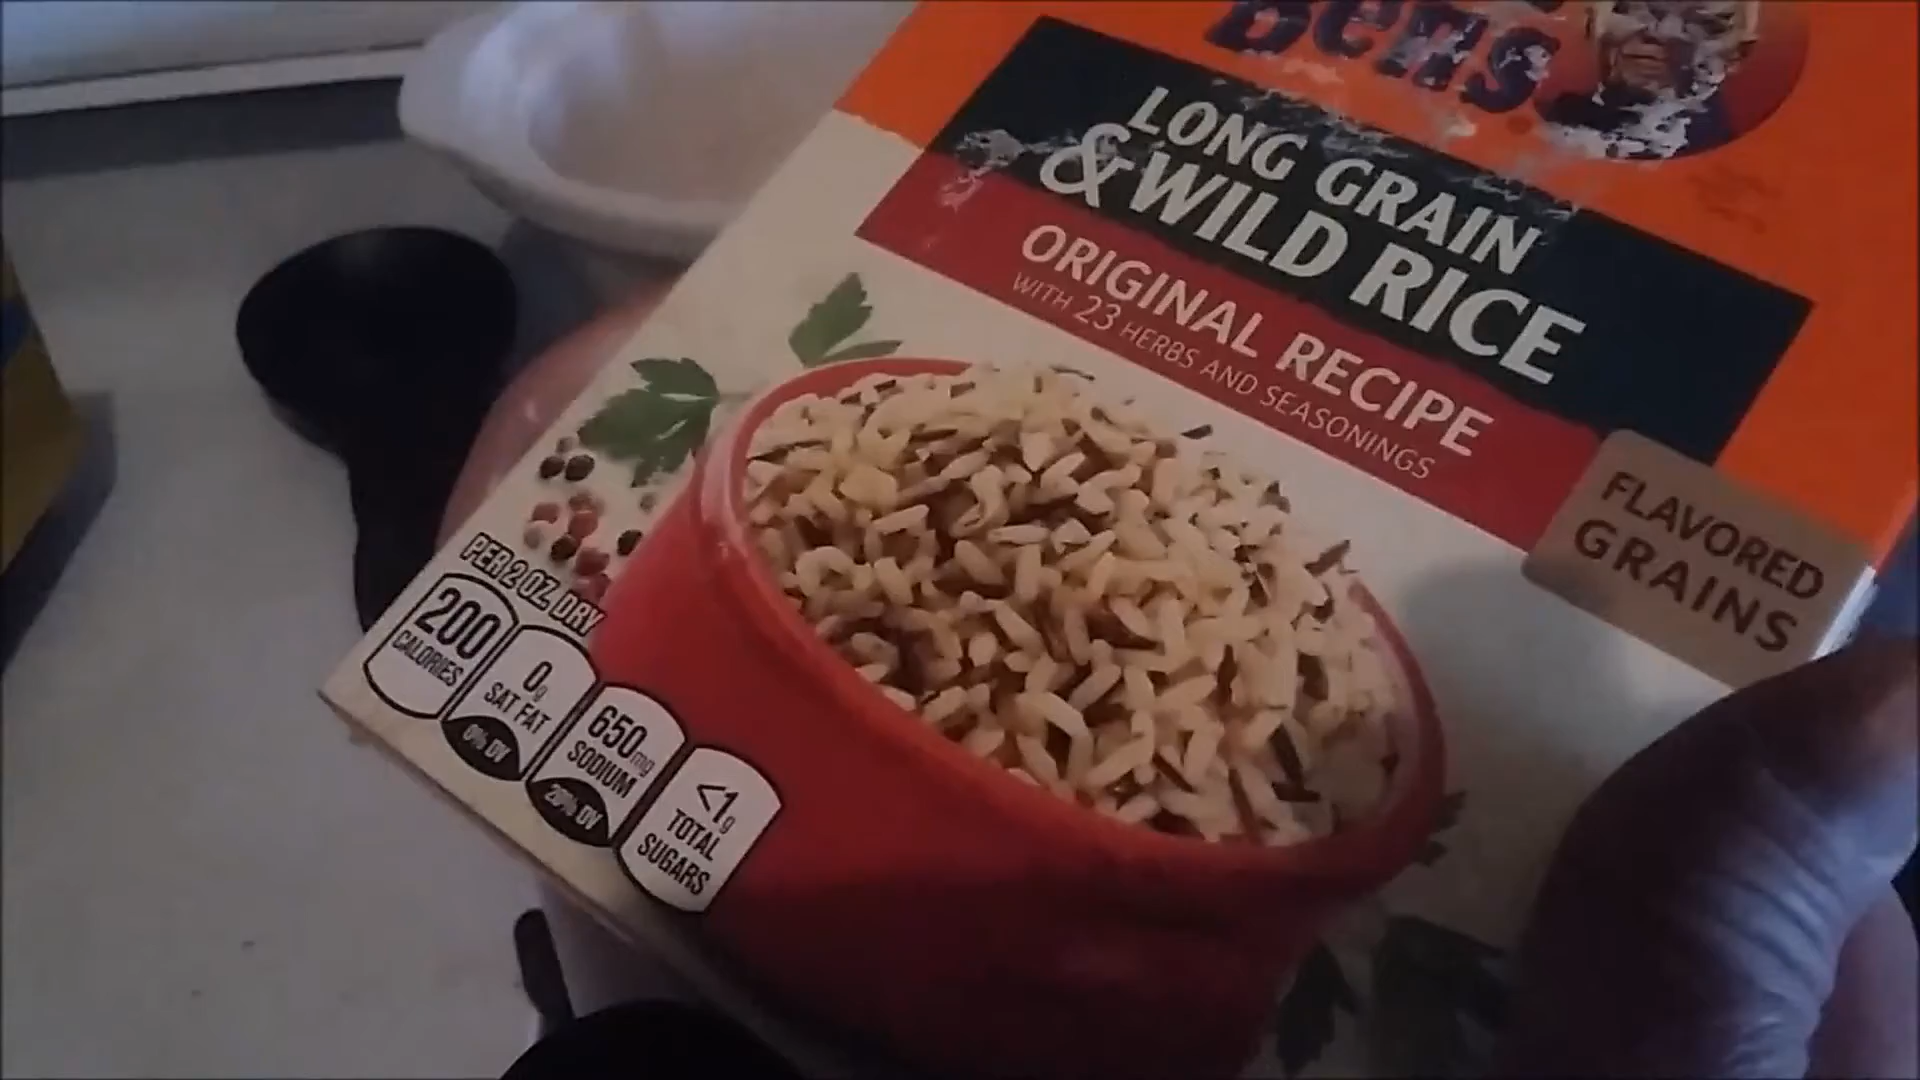 Ben's
LONG GRAIN
& WILD RICE
ORIGINAL RECIPE
WITH 23 HERBS AND SEASONINGS
FLAVORED
GRAINS
PER 2 OZ DRY
200
CALORIES
0g
SAT FAT
0% DV
650mg
SODIUM
28% DV
<1g
TOTAL
SUGARS